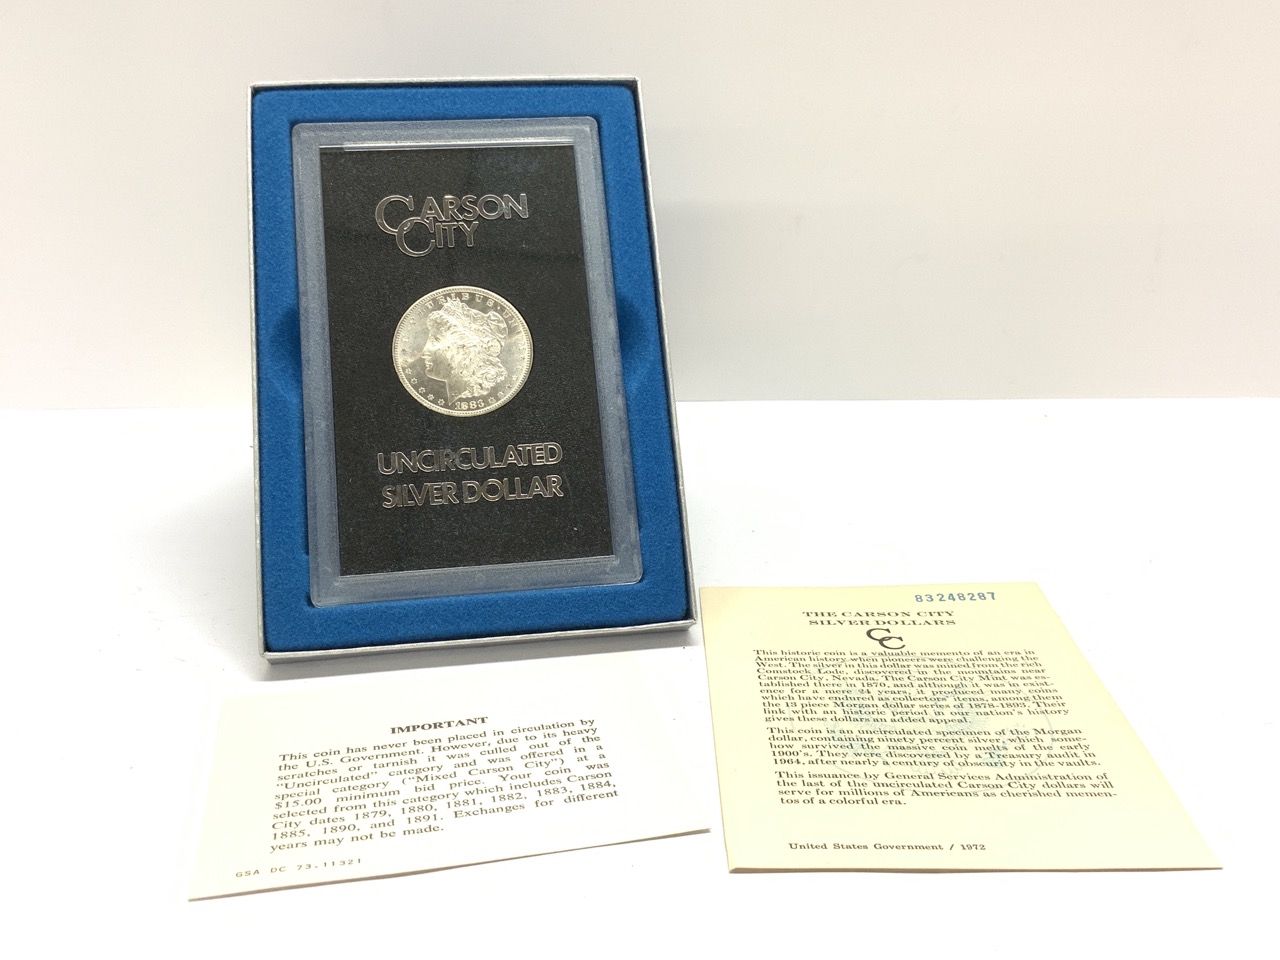 CARSON
CITY
URIBUS UN
1883
UNCIRCULATED
SILVER DOLLAR
IMPORTANT
This coin has never been placed in circulation by
the U.S. Government. However, due to its heavy
scratches or tarnish it was culled out of the
"Uncirculated" category and was offered in a
special category ("Mixed Carson City") at a
$15.00 minimum bid price. Your coin was
selected from this category which includes Carson
City dates 1879, 1880, 1881, 1882, 1883, 1884,
1885, 1890, and 1891. Exchanges for different
years may not be made.
GSA DC 73.11321
83248287
THE CARSON CITY
SILVER DOLLARS
CC
This historic coin is a valuable memento of an era in
American history when pioneers were challenging the
West. The silver in this dollar was mined from the rich
Comstock Lode, discovered in the mountains near
Carson City, Nevada. The Carson City Mint was es-
tablished there in 1870, and although it was in exist-
ence for a mere 24 years, it produced many coins
which have endured as collectors' items, among them
the 13 piece Morgan dollar series of 1878-1893. Their
link with an historic period in our nation's history
gives these dollars an added appeal.
This coin is an uncirculated specimen of the Morgan
dollar, containing ninety percent silver, which some-
how survived the massive coin melts of the early
1900's. They were discovered by a Treasury audit in
1964, after nearly a century of obscurity in the vaults.
This issuance by General Services Administration of
the last of the uncirculated Carson City dollars will
serve for millions of Americans as cherished memen-
tos of a colorful era.
United States Government / 1972